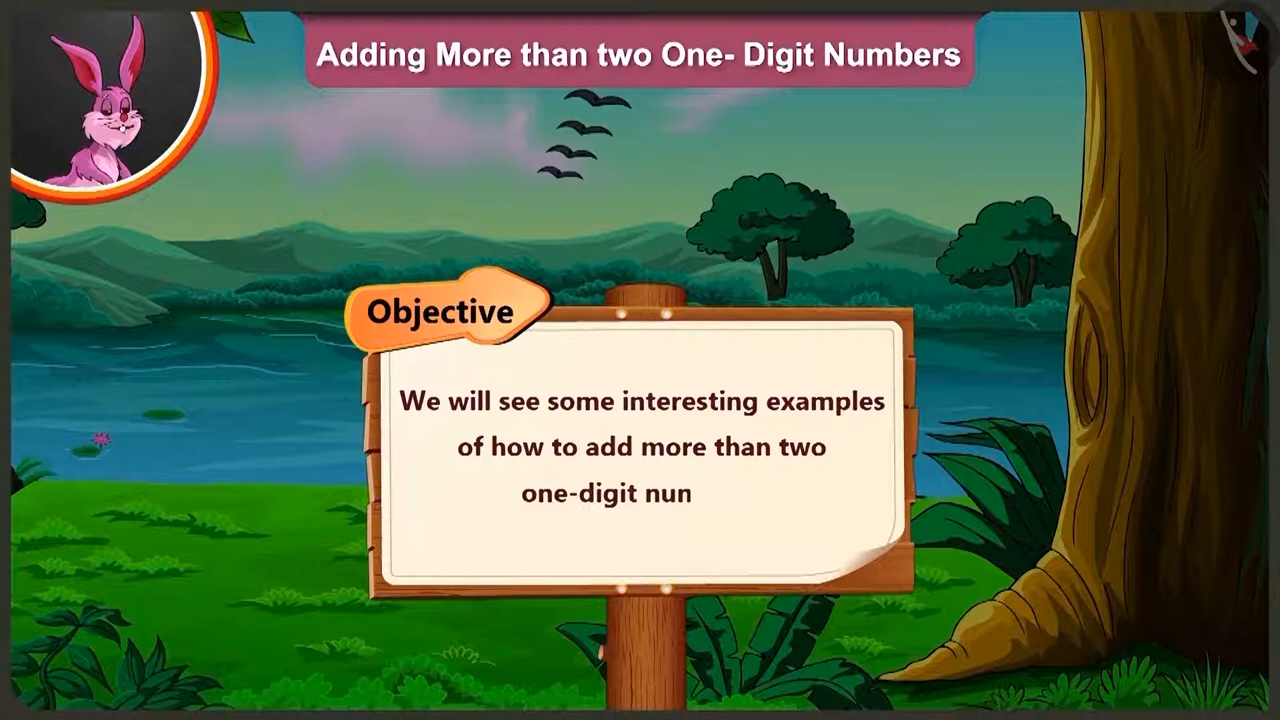 Adding More than two One- Digit Numbers
Objective
We will see some interesting examples
of how to add more than two
one-digit nun